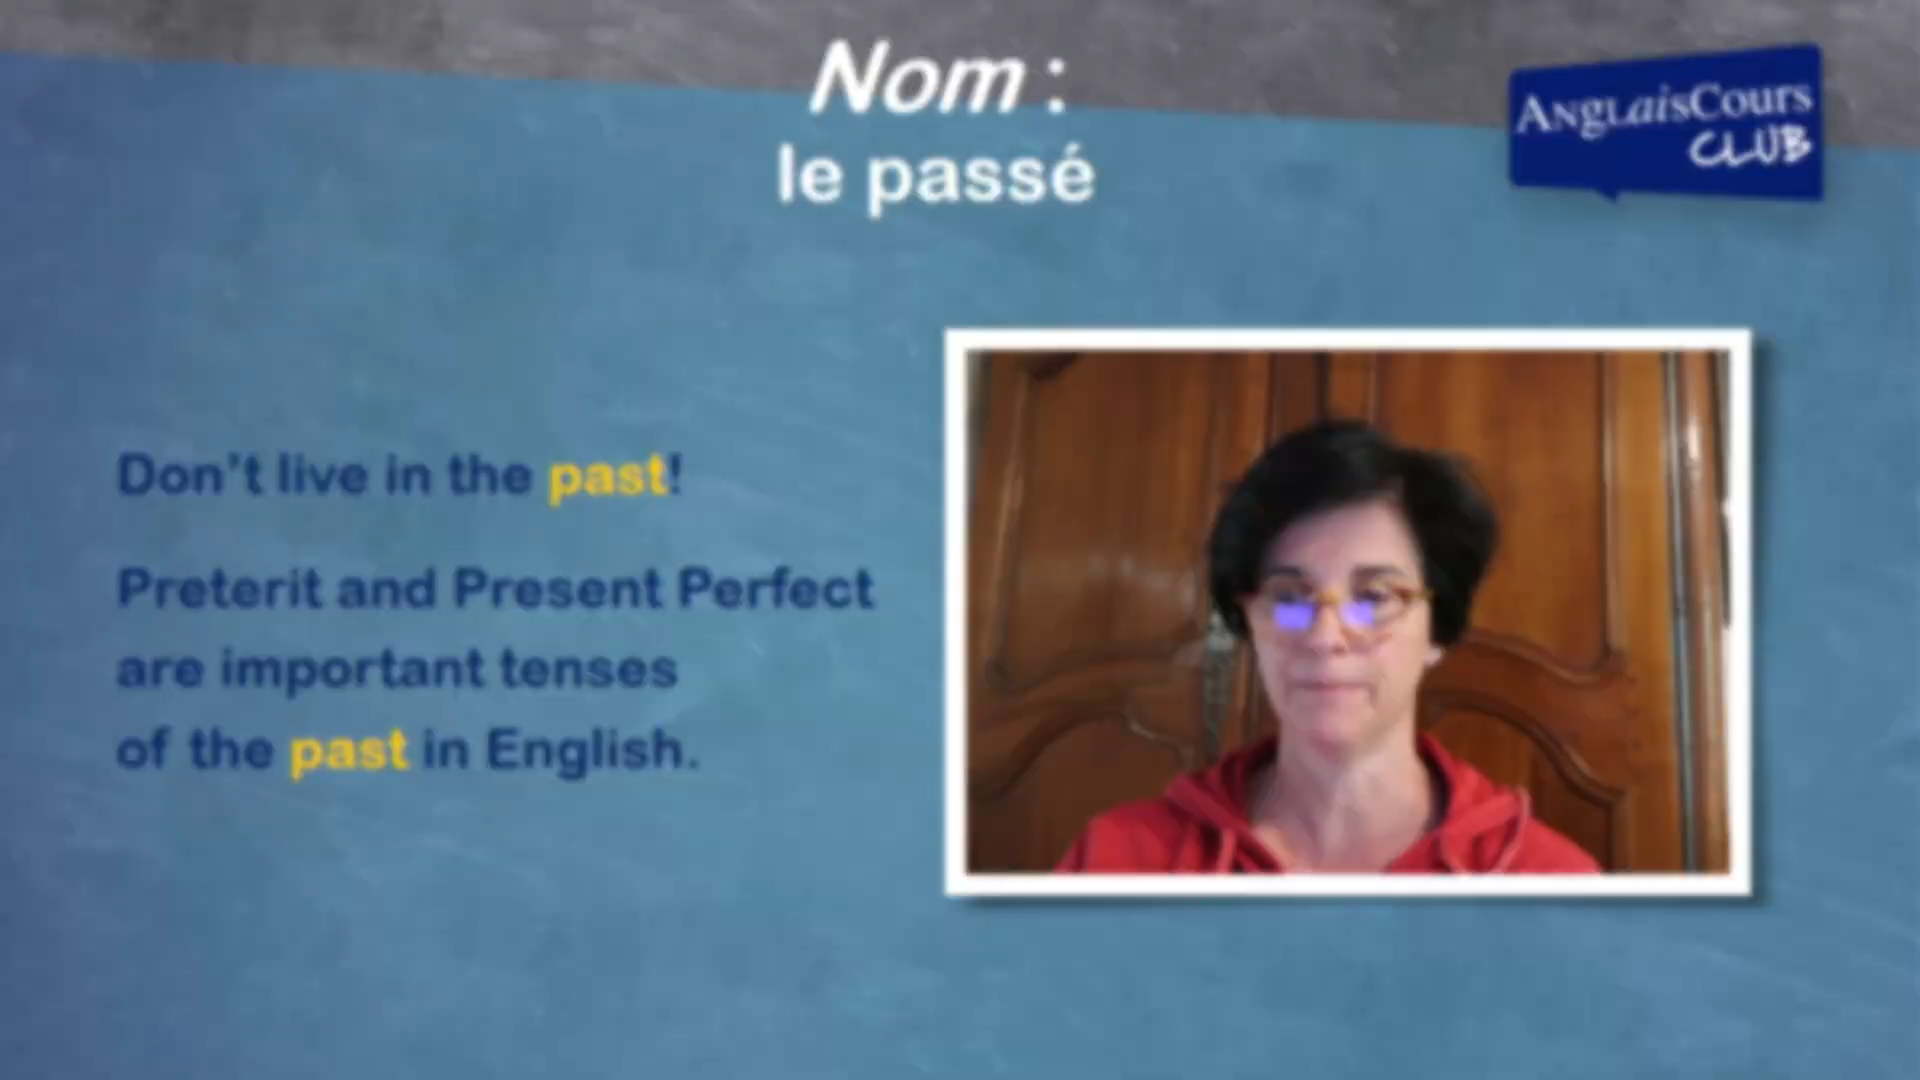 Nom :
le passé
ANgLaisCours
CLUB
Don't live in the past!
Preterit and Present Perfect
are important tenses
of the past in English.